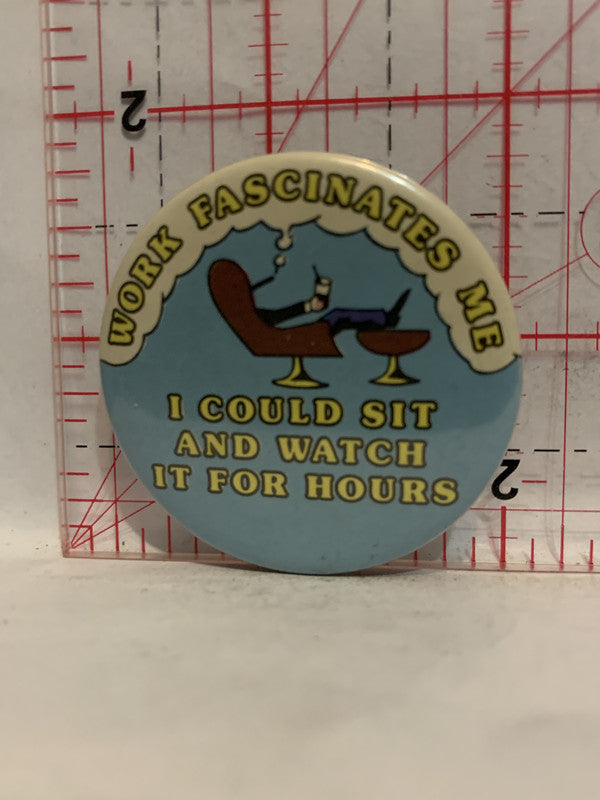 2
WORK FASCINATES ME
I COULD SIT
AND WATCH
IT FOR HOURS
2